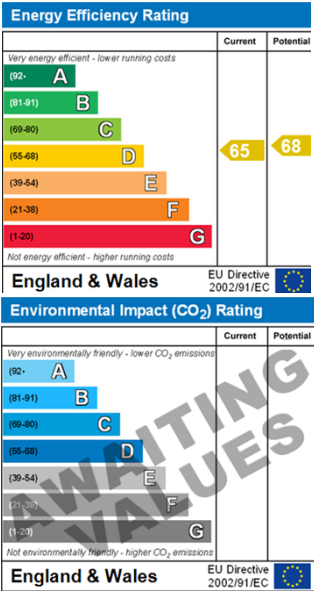 Energy Efficiency Rating
Current Potential
Very energy efficient - lower running costs
(92- A
(81-91) B
(69-80) C
(55-68) D
65 68
(39-54) E
(21-38) F
(1-20) G
Not energy efficient - higher running costs
England & Wales
EU Directive
2002/91/EC
Environmental Impact (CO2) Rating
Current Potential
Very environmentally friendly - lower CO2 emissions
(92- A
(81-91) B
(69-80) C
(55-68) D
(39-54) E
(21-38) F
(1-20) G
AWAITING
VALUES
Not environmentally friendly - higher CO2 emissions
England & Wales
EU Directive
2002/91/EC